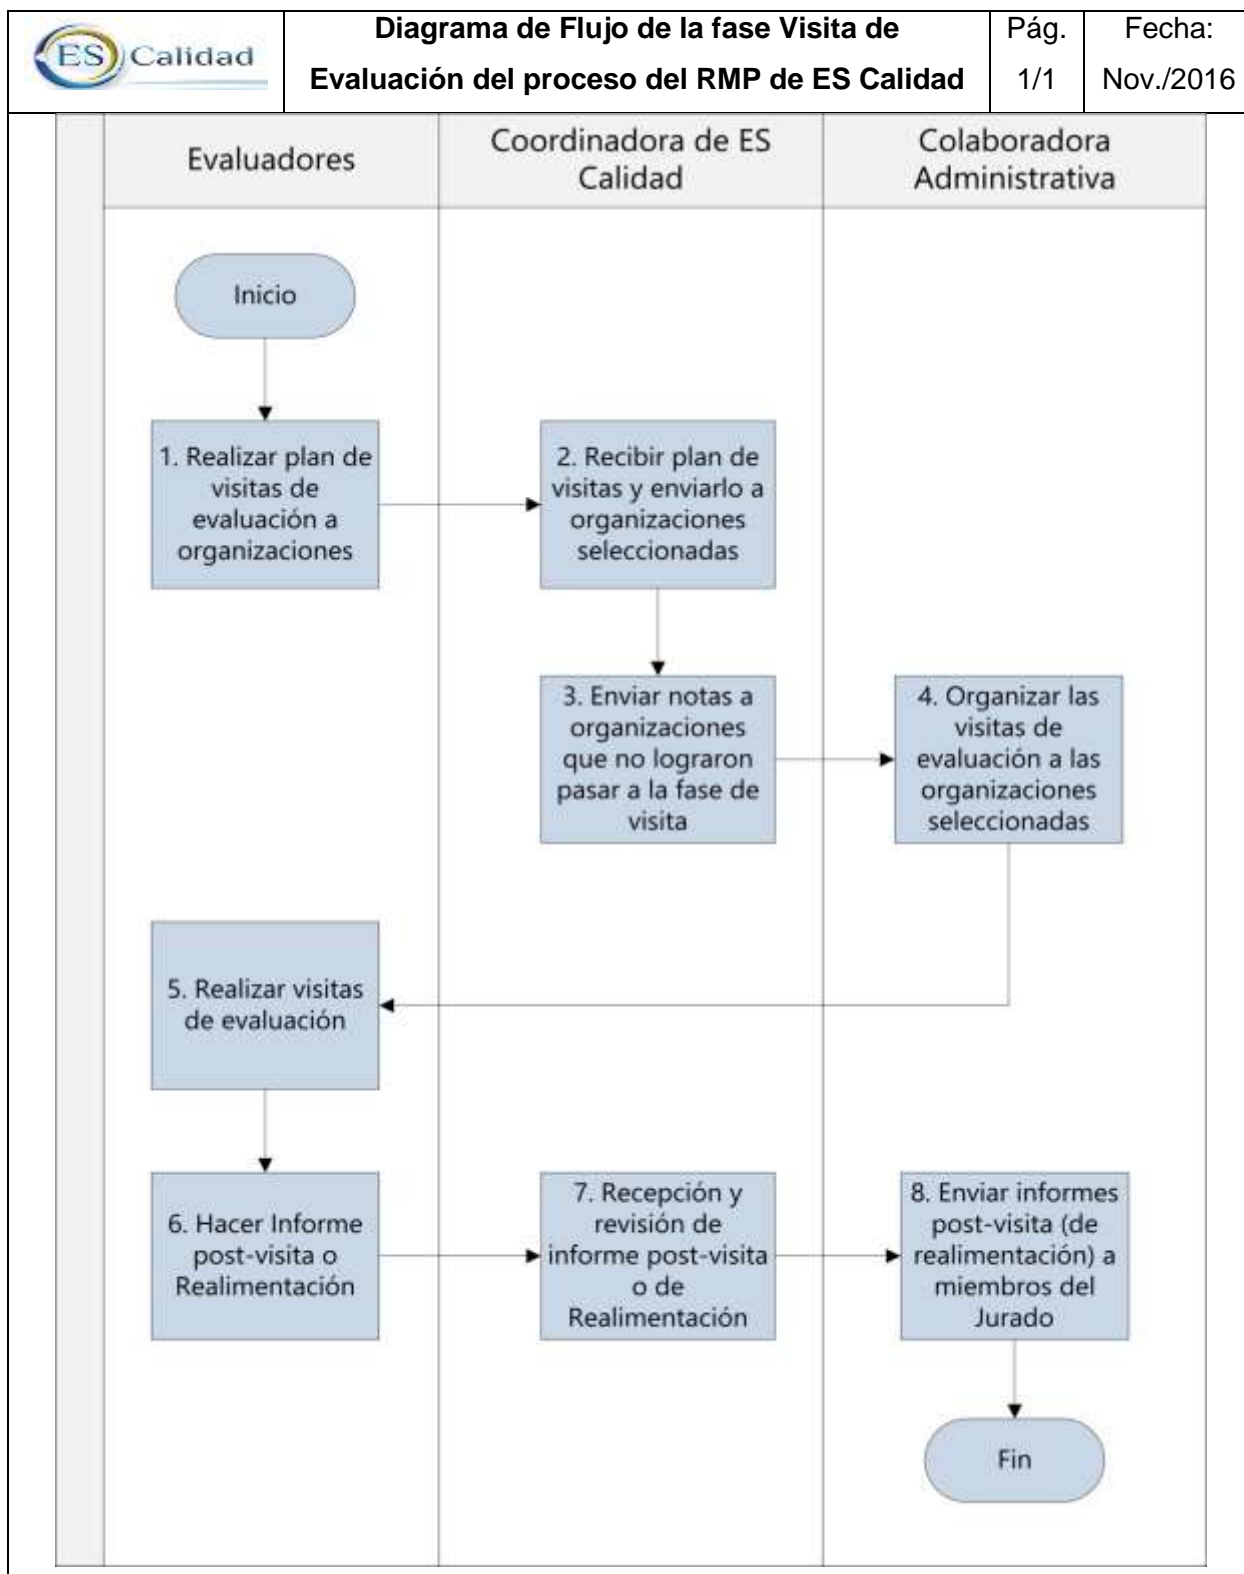 ES Calidad
Diagrama de Flujo de la fase Visita de
Evaluación del proceso del RMP de ES Calidad
Pág.
1/1
Fecha:
Nov./2016
Evaluadores
Coordinadora de ES
Calidad
Colaboradora
Administrativa
Inicio
1. Realizar plan de
visitas de
evaluación a
organizaciones
2. Recibir plan de
visitas y enviarlo a
organizaciones
seleccionadas
3. Enviar notas a
organizaciones
que no lograron
pasar a la fase de
visita
4. Organizar las
visitas de
evaluación a las
organizaciones
seleccionadas
5. Realizar visitas
de evaluación
6. Hacer Informe
post-visita o
Realimentación
7. Recepción y
revisión de
informe post-visita
o de
Realimentación
8. Enviar informes
post-visita (de
realimentación) a
miembros del
Jurado
Fin